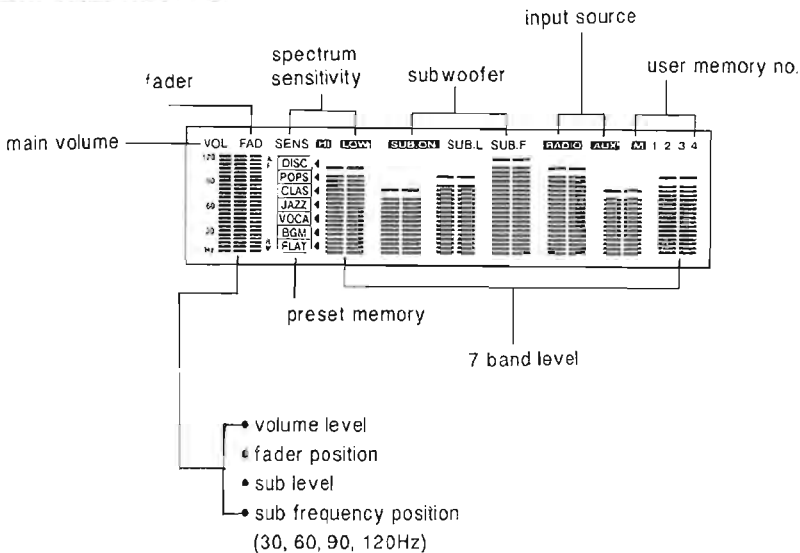 input source
spectrum
sensitivity
subwoofer
user memory no.
fader
main volume
VOL FAD SENS HI LOW SUB.ON SUB.L SUB.F RADIO AUX M 1 2 3 4
120
90
60
30
Hz
DISC
POPS
CLAS
JAZZ
VOCA
BGM
FLAT
preset memory
7 band level
• volume level
• fader position
• sub level
• sub frequency position
(30, 60, 90, 120Hz)